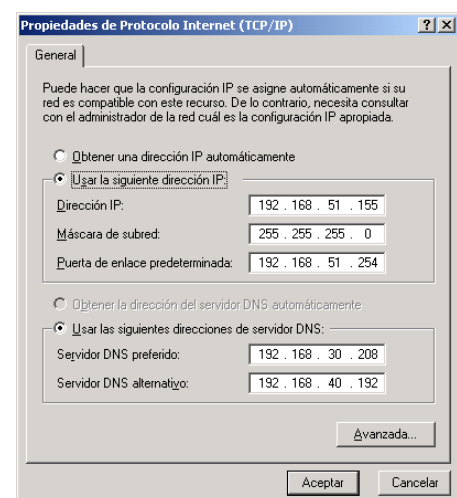 Propiedades de Protocolo Internet (TCP/IP)
General
Puede hacer que la configuración IP se asigne automáticamente si su
red es compatible con este recurso. De lo contrario, necesita consultar
con el administrador de la red cuál es la configuración IP apropiada.
Obtener una dirección IP automáticamente
Usar la siguiente dirección IP:
Dirección IP: 192 . 168 . 51 . 155
Máscara de subred: 255 . 255 . 255 . 0
Puerta de enlace predeterminada: 192 . 168 . 51 . 254
Obtener la dirección del servidor DNS automáticamente
Usar las siguientes direcciones de servidor DNS:
Servidor DNS preferido: 192 . 168 . 30 . 208
Servidor DNS alternativo: 192 . 168 . 40 . 192
Avanzada...
Aceptar Cancelar